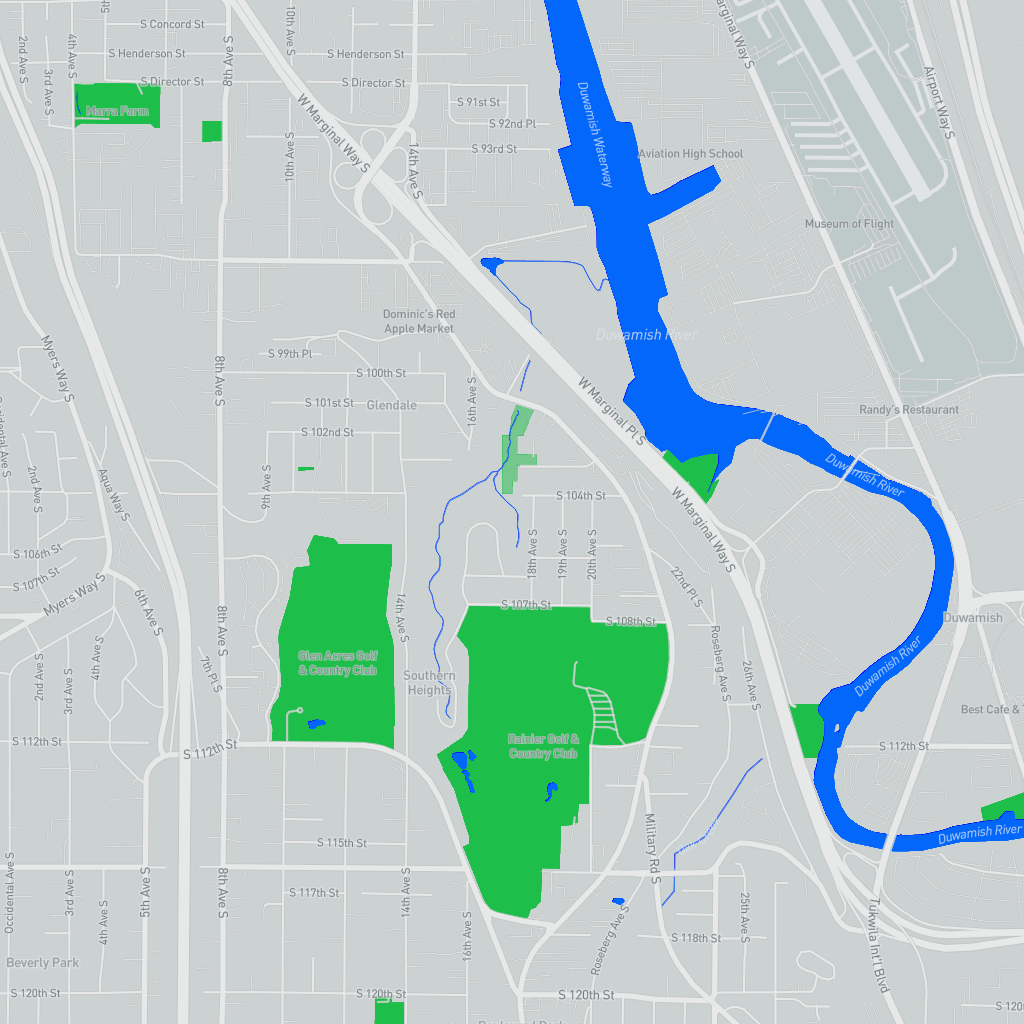 S Concord St
10th Ave S
5th
4th Ave S
2nd Ave S
8th Ave S
S Henderson St
S Henderson St
Marginal Way S
3rd Ave S
S Director St
S Director St
Airport Way S
Marra Farm
W Marginal Way S
S 91st St
S 92nd Pl
Duwamish Waterway
10th Ave S
14th Ave S
S 93rd St
Aviation High School
Museum of Flight
Dominic's Red
Apple Market
Duwamish River
Myers Way S
8th Ave S
S 99th Pl
S 100th St
16th Ave S
W Marginal Pl S
S 101st St
Glendale
Randy's Restaurant
S 102nd St
Occidental Ave S
2nd Ave S
Aqua Way S
9th Ave S
S 104th St
W Marginal Way S
Duwamish River
18th Ave S
19th Ave S
20th Ave S
S 106th St
S 107th St
Myers Way S
6th Ave S
22nd Pl S
8th Ave S
14th Ave S
S 107th St
S 108th St
Duwamish
4th Ave S
2nd Ave S
3rd Ave S
7th Pl S
Glen Acres Golf
& Country Club
Southern
Heights
Roseberg Ave S
26th Ave S
Duwamish River
Best Cafe & T
S 112th St
S 112th St
Rainier Golf &
Country Club
S 112th St
Military Rd S
Duwamish River
S 115th St
Occidental Ave S
3rd Ave S
4th Ave S
5th Ave S
8th Ave S
S 117th St
14th Ave S
16th Ave S
Roseberg Ave S
25th Ave S
S 118th St
Tukwila Int'l Blvd
Beverly Park
S 120th St
S 120th St
S 120th St
S 120